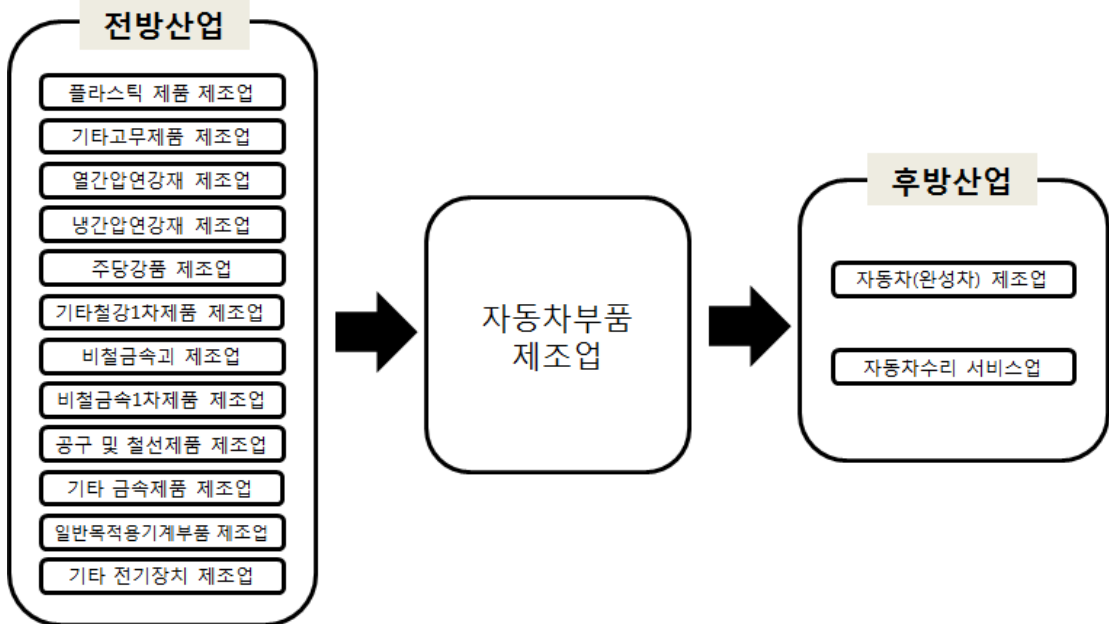 전방산업
플라스틱 제품 제조업
기타고무제품 제조업
열간압연강재 제조업
냉간압연강재 제조업
주당강품 제조업
기타철강1차제품 제조업
비철금속괴 제조업
비철금속1차제품 제조업
공구 및 철선제품 제조업
기타 금속제품 제조업
일반목적용기계부품 제조업
기타 전기장치 제조업
자동차부품
제조업
후방산업
자동차(완성차) 제조업
자동차수리 서비스업